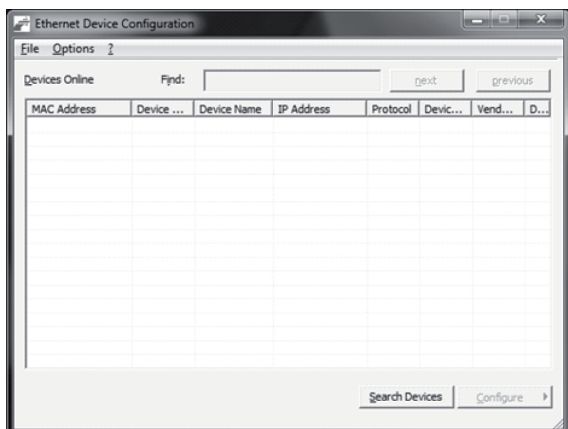 Ethernet Device Configuration
File Options ?
Devices Online Find: next previous
MAC Address Device ... Device Name IP Address Protocol Devic... Vend... D...
Search Devices Configure